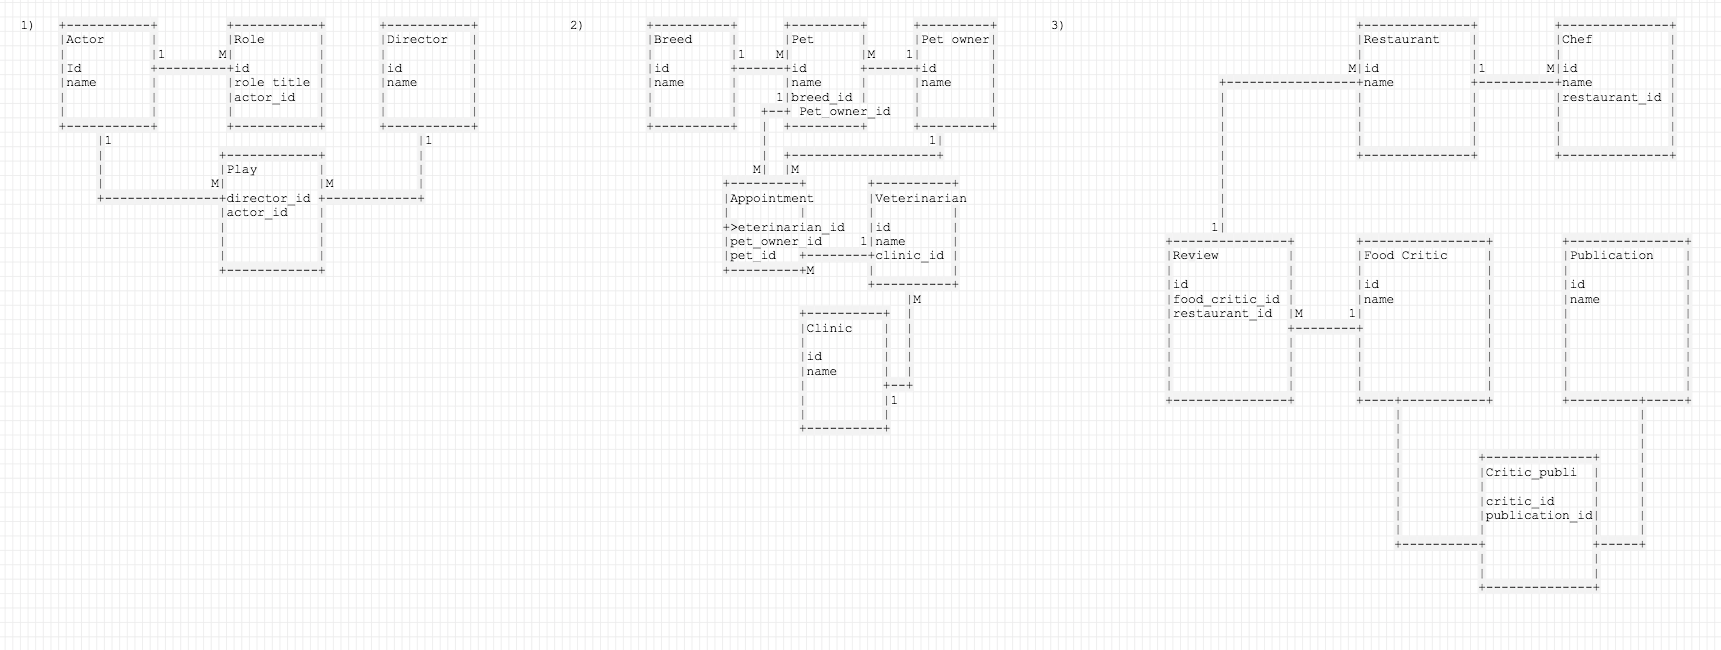 1)
Actor
1
Id
name
1
Role
M
id
role title
actor_id
Director
id
name
1
Play
M
M
director_id
actor_id
2)
Breed
1
id
name
Pet
M
M
id
name
1
breed_id
Pet_owner_id
Pet owner
1
id
name
1
M
M
Appointment
>eterinarian_id
pet_owner_id
pet_id
M
Veterinarian
id
1
name
clinic_id
M
Clinic
id
name
1
3)
Restaurant
M
id
1
name
Chef
M
id
name
restaurant_id
1
Review
id
food_critic_id
restaurant_id
M
1
Food Critic
id
name
Publication
id
name
Critic_publi
critic_id
publication_id